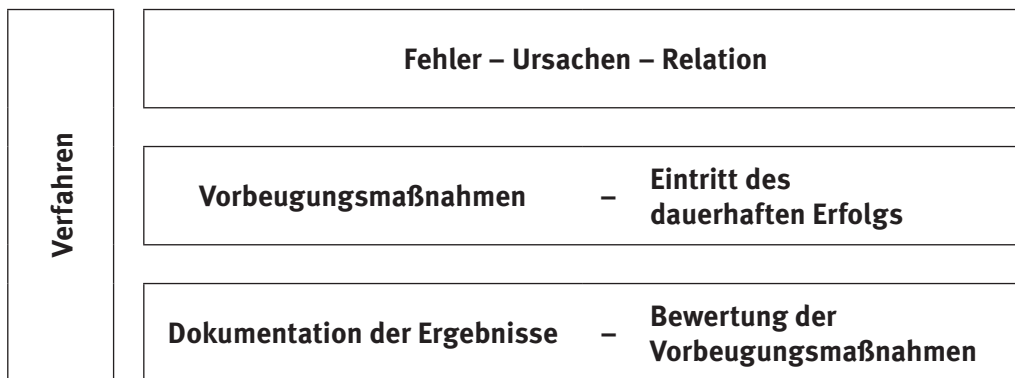 Verfahren
Fehler – Ursachen – Relation
Vorbeugungsmaßnahmen – Eintritt des
dauerhaften Erfolgs
Dokumentation der Ergebnisse – Bewertung der
Vorbeugungsmaßnahmen